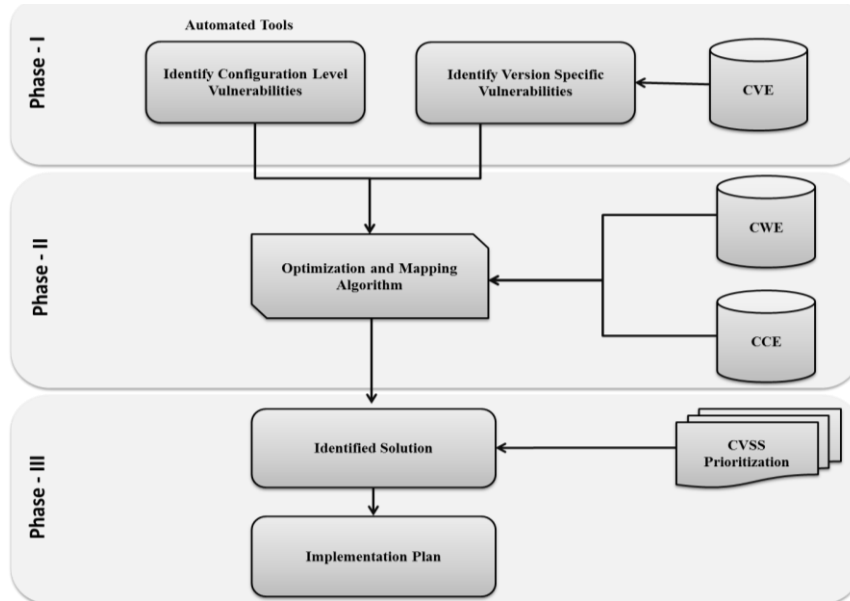 Phase - I
Automated Tools
Identify Configuration Level
Vulnerabilities
Identify Version Specific
Vulnerabilities
CVE
Phase - II
Optimization and Mapping
Algorithm
CWE
CCE
Phase - III
Identified Solution
CVSS
Prioritization
Implementation Plan